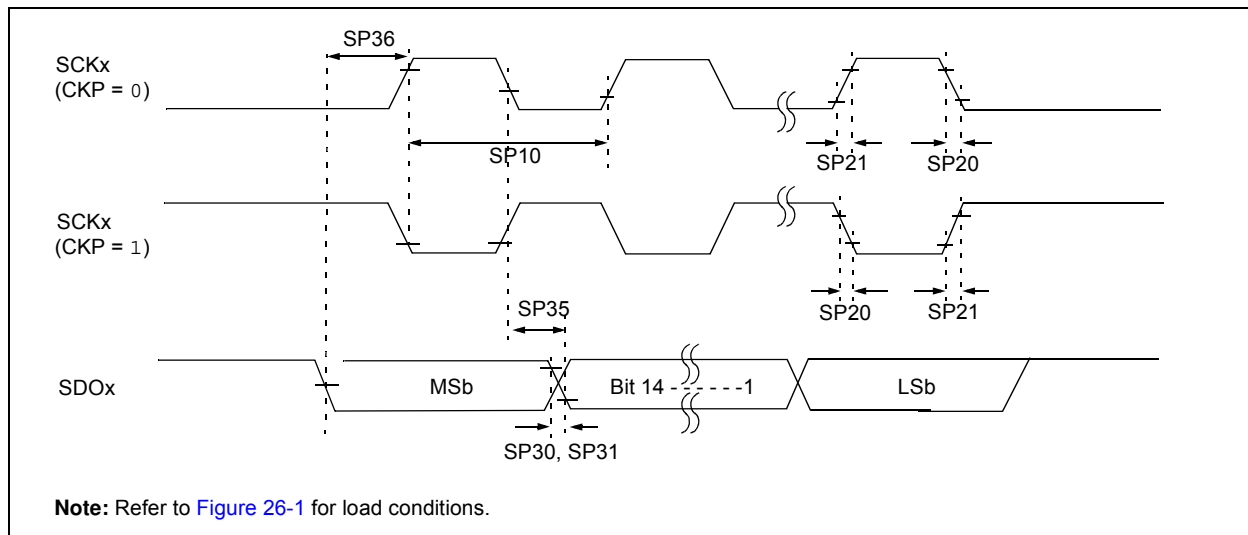 SP36
SCKx
(CKP = 0)
SP10
SP21
SP20
SCKx
(CKP = 1)
SP35
SP20
SP21
SDOx
MSb
Bit 14 - - - - - -1
LSb
SP30, SP31
Note: Refer to Figure 26-1 for load conditions.